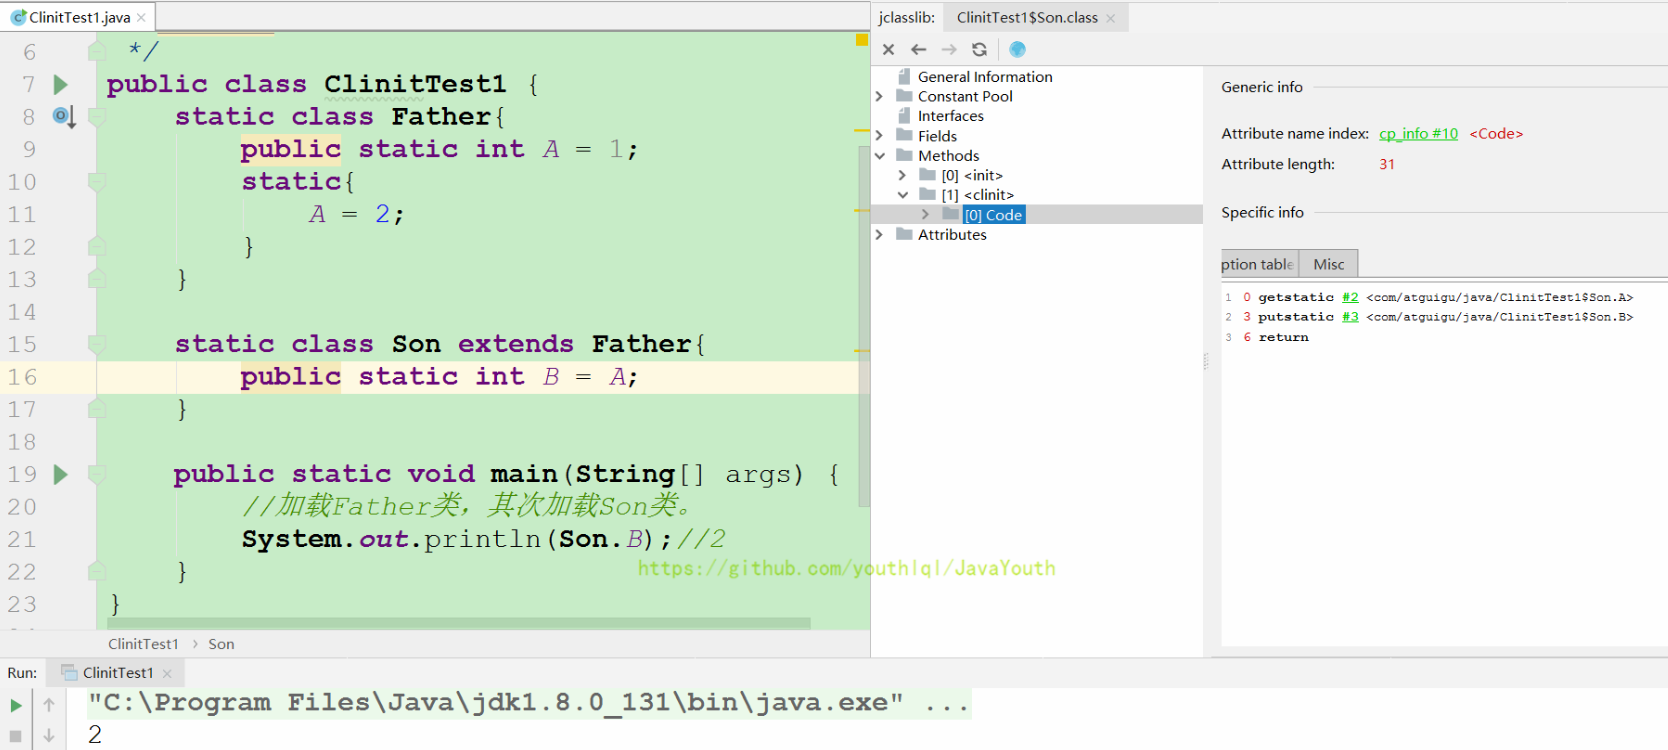 ClinitTest1.java
6 */
7 public class ClinitTest1 {
8 static class Father{
9 public static int A = 1;
10 static{
11 A = 2;
12 }
13 }
14
15 static class Son extends Father{
16 public static int B = A;
17 }
18
19 public static void main(String[] args) {
20 //加载Father类，其次加载Son类。
21 System.out.println(Son.B);//2
22 }
23 }
https://github.com/youthlql/JavaYouth
ClinitTest1 › Son
jclasslib: ClinitTest1$Son.class
General Information
Constant Pool
Interfaces
Fields
Methods
[0] <init>
[1] <clinit>
[0] Code
Attributes
Generic info
Attribute name index: cp_info #10 <Code>
Attribute length: 31
Specific info
ption table Misc
1 0 getstatic #2 <com/atguigu/java/ClinitTest1$Son.A>
2 3 putstatic #3 <com/atguigu/java/ClinitTest1$Son.B>
3 6 return
Run: ClinitTest1
"C:\Program Files\Java\jdk1.8.0_131\bin\java.exe" ...
2